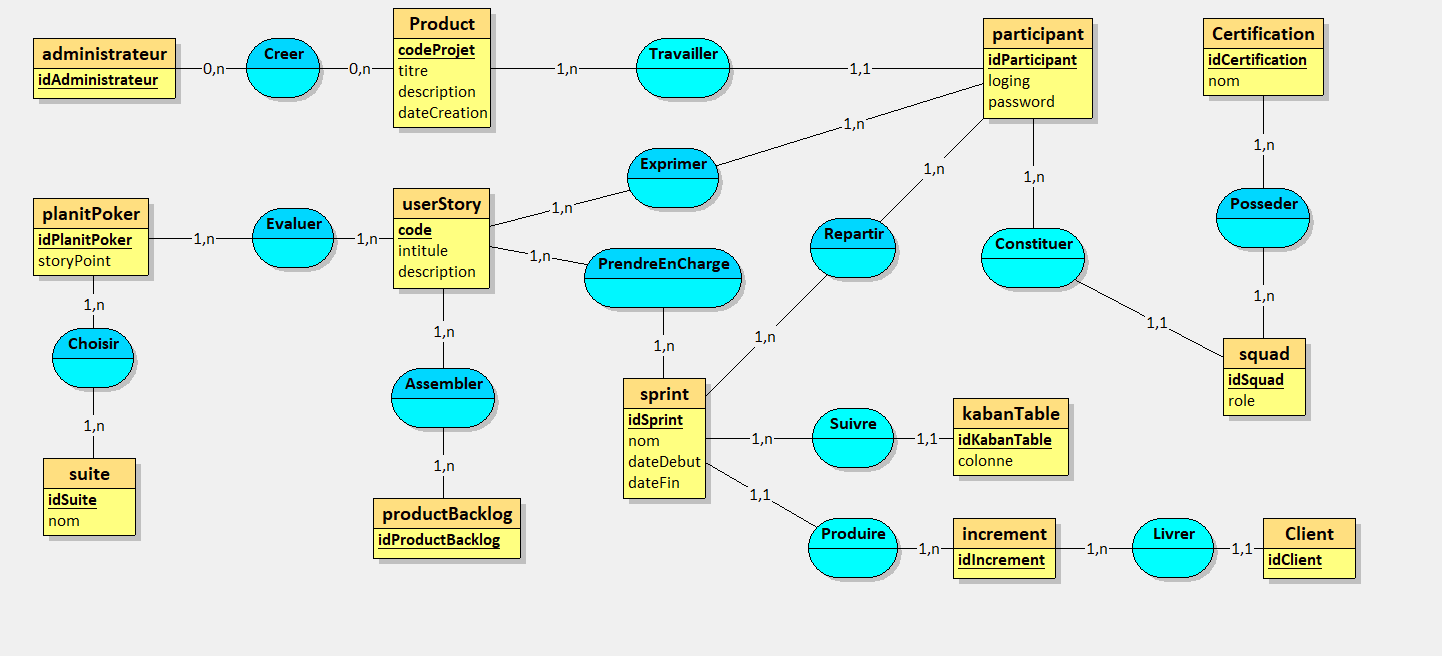 administrateur
idAdministrateur
0,n
Creer
0,n
Product
codeProjet
titre
description
dateCreation
1,n
Travailler
1,1
participant
idParticipant
loging
password
Certification
idCertification
nom
1,n
Exprimer
1,n
1,n
Repartir
1,n
1,n
Constituer
1,1
1,n
Posseder
1,n
planitPoker
idPlanitPoker
storyPoint
1,n
Evaluer
1,n
userStory
code
intitule
description
1,n
PrendreEnCharge
1,n
1,n
Choisir
1,n
suite
idSuite
nom
1,n
Assembler
1,n
productBacklog
idProductBacklog
sprint
idSprint
nom
dateDebut
dateFin
1,n
Suivre
1,1
kabanTable
idKabanTable
colonne
squad
idSquad
role
1,1
Produire
1,n
increment
idIncrement
1,n
Livrer
1,1
Client
idClient